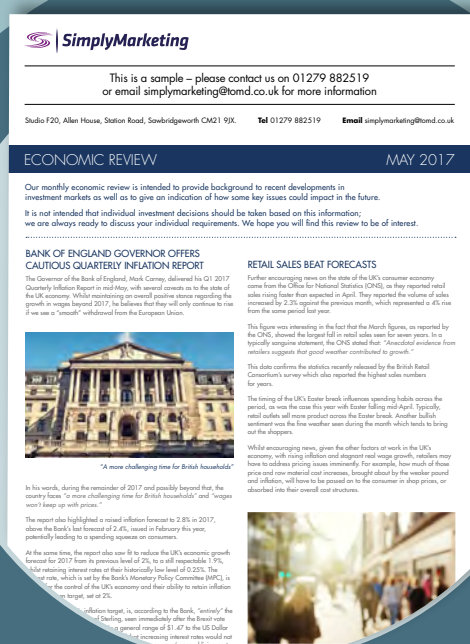 SimplyMarketing
This is a sample – please contact us on 01279 882519
or email simplymarketing@tomd.co.uk for more information
Studio F20, Allen House, Station Road, Sawbridgeworth CM21 9JX. Tel 01279 882519 Email simplymarketing@tomd.co.uk
ECONOMIC REVIEW MAY 2017
Our monthly economic review is intended to provide background to recent developments in
investment markets as well as to give an indication of how some key issues could impact in the future.
It is not intended that individual investment decisions should be taken based on this information;
we are always ready to discuss your individual requirements. We hope you will find this review to be of interest.
BANK OF ENGLAND GOVERNOR OFFERS
CAUTIOUS QUARTERLY INFLATION REPORT
The Governor of the Bank of England, Mark Carney, delivered his Q1 2017
Quarterly Inflation Report in mid May, with several caveats as to the state of
the UK economy. Whilst maintaining an overall positive stance regarding the
growth in wages beyond 2017, he believes that they will only continue to rise
if we see a "smooth" withdrawal from the European Union.
"A more challenging time for British households"
In his words, during the remainder of 2017 and possibly beyond that, the
country faces "a more challenging time for British households" and "wages
won't keep up with prices."
The report also highlighted a raised inflation forecast to 2.8% in 2017,
above the Bank's last forecast of 2.4%, issued in February this year,
potentially leading to a spending squeeze on consumers.
At the same time, the report also saw fit to reduce the UK's economic growth
forecast for 2017 from its previous level of 2%, to a still respectable 1.9%,
whilst retaining interest rates at their historically low level of 0.25%. The
rate, which is set by the Bank's Monetary Policy Committee (MPC), is
the control of the UK's economy and their ability to retain inflation
target, set at 2%.
inflation target, is, according to the Bank, "entirely" the
of Sterling, seen immediately after the Brexit vote
a general range of $1.47 to the US Dollar
increasing interest rates would not
RETAIL SALES BEAT FORECASTS
Further encouraging news on the state of the UK's consumer economy
came from the Office for National Statistics (ONS), as they reported retail
sales rising faster than expected in April. They reported the volume of sales
increased by 2.3% against the previous month, which represented a 4% rise
from the same period last year.
This figure was interesting in the fact that the March figures, as reported by
the ONS, showed the largest fall in retail sales seen for seven years. In a
typically sanguine statement, the ONS stated that: "Anecdotal evidence from
retailers suggests that good weather contributed to growth."
This data confirms the statistics recently released by the British Retail
Consortium's survey which also reported the highest sales numbers
for years.
The timing of the UK's Easter break influences spending habits across the
period, as was the case this year with Easter falling mid-April. Typically,
retail outlets sell more product across the Easter break. Another bullish
sentiment was the fine weather seen during the month which tends to bring
out the shoppers.
Whilst encouraging news, given the other factors at work in the UK's
economy, with rising inflation and stagnant real wage growth, retailers may
have to address pricing issues imminently. For example, how much of those
price and raw material cost increases, brought about by the weaker pound
and inflation, will have to be passed on to the consumer in shop prices, or
absorbed into their overall cost structures.